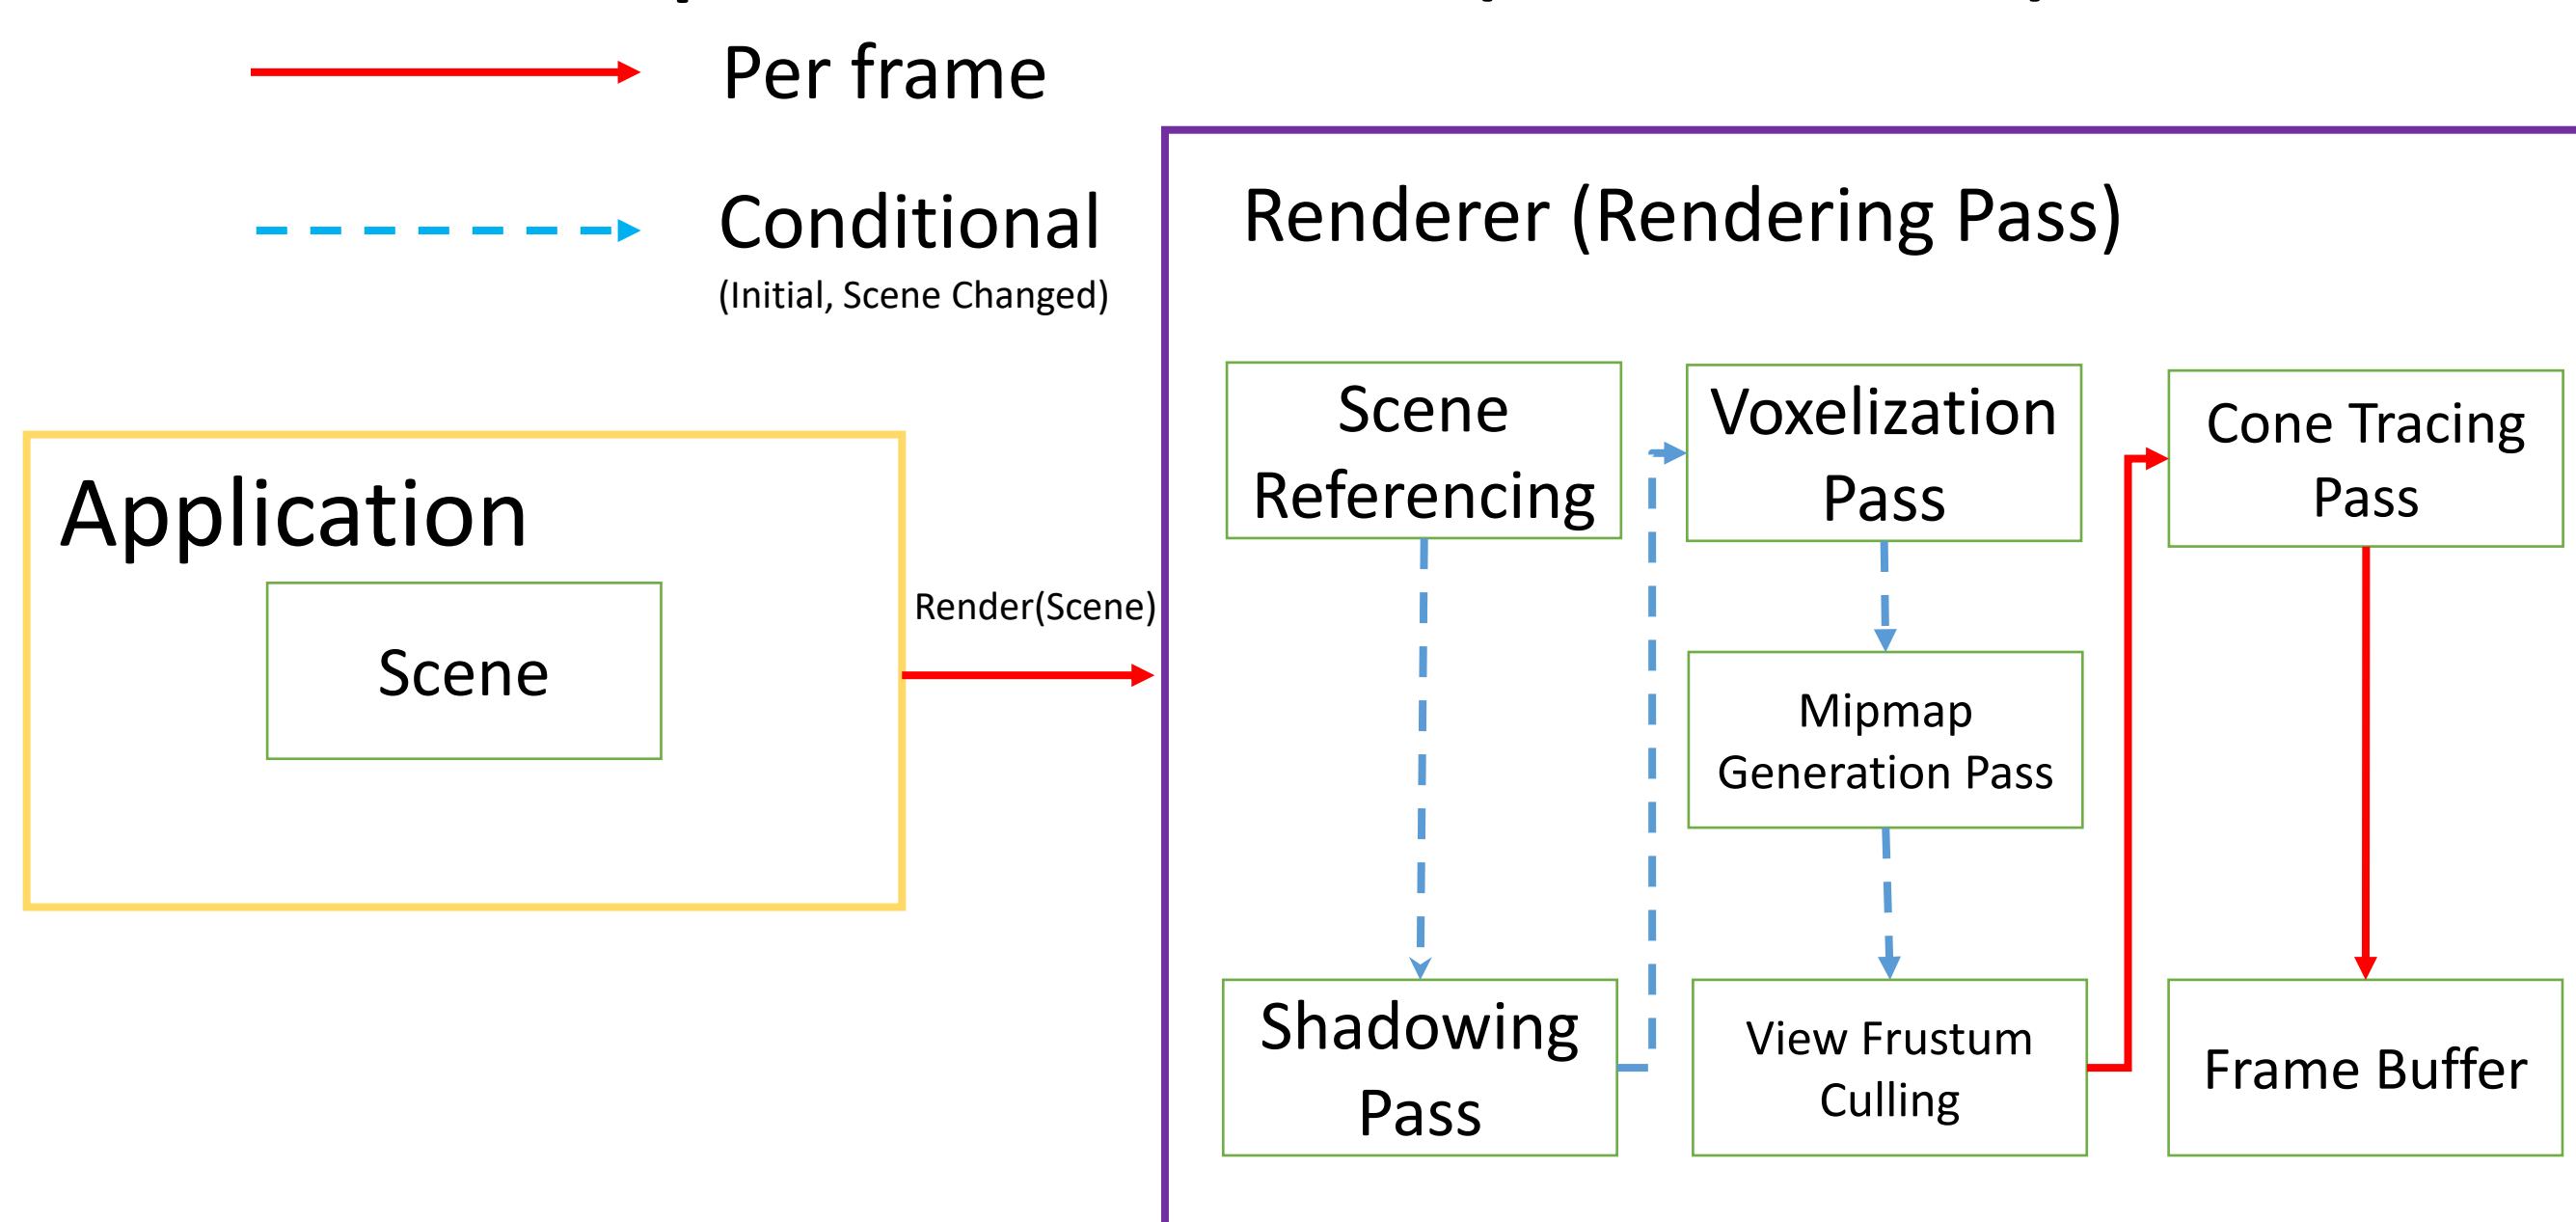 Per frame
Conditional
(Initial, Scene Changed)
Renderer (Rendering Pass)
Application
Scene
Render(Scene)
Scene
Referencing
Shadowing
Pass
Voxelization
Pass
Mipmap
Generation Pass
View Frustum
Culling
Cone Tracing
Pass
Frame Buffer